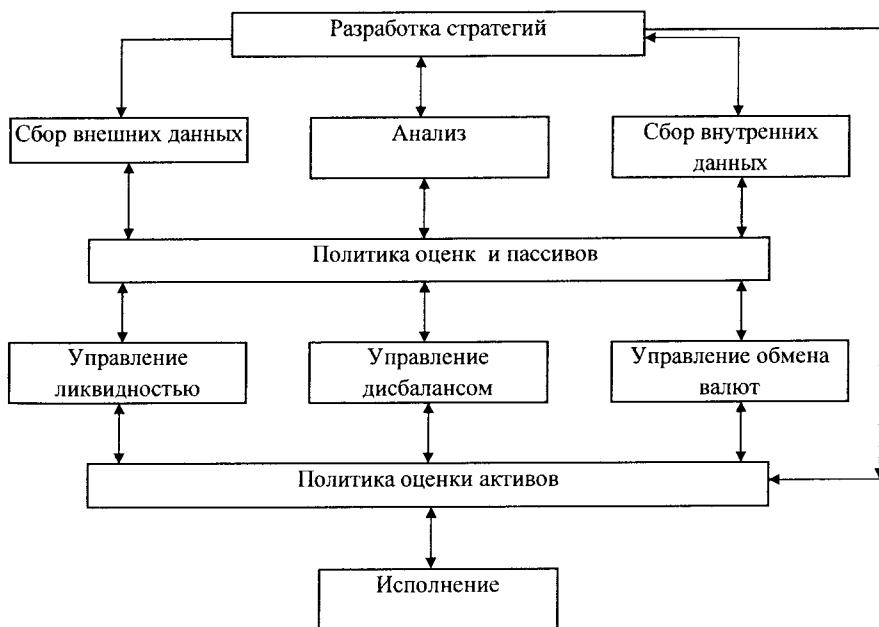 Разработка стратегий
Сбор внешних данных
Анализ
Сбор внутренних
данных
Политика оценк и пассивов
Управление
ликвидностью
Управление
дисбалансом
Управление обмена
валют
Политика оценки активов
Исполнение